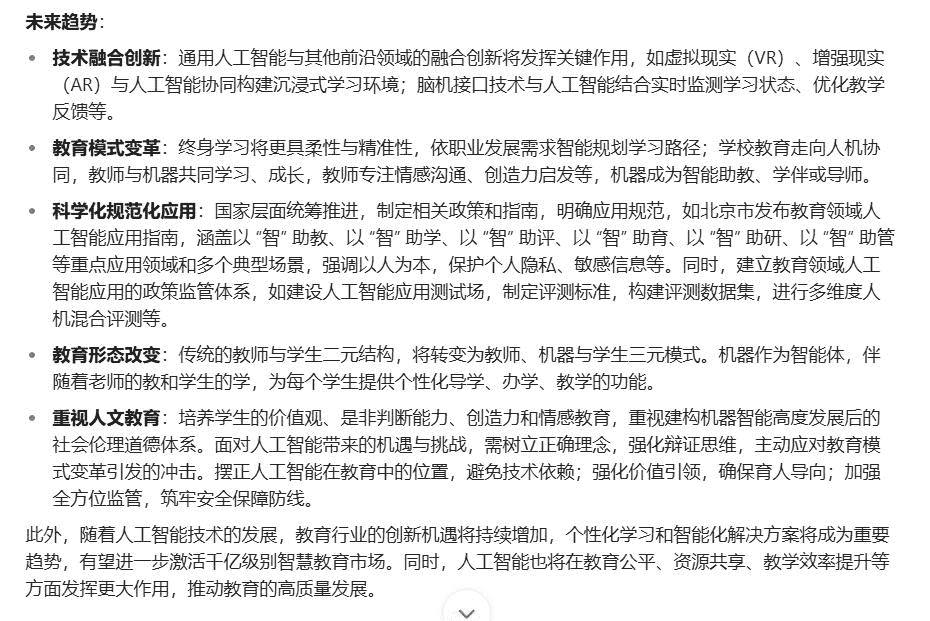 未来趋势：
• 技术融合创新：通用人工智能与其他前沿领域的融合创新将发挥关键作用，如虚拟现实（VR）、增强现实
（AR）与人工智能协同构建沉浸式学习环境；脑机接口技术与人工智能结合实时监测学习状态、优化教学
反馈等。
• 教育模式变革：终身学习将更具柔性与精准性，依职业发展需求智能规划学习路径；学校教育走向人机协
同，教师与机器共同学习、成长，教师专注情感沟通、创造力启发等，机器成为智能助教、学伴或导师。
• 科学化规范化应用：国家层面统筹推进，制定相关政策和指南，明确应用规范，如北京市发布教育领域人
工智能应用指南，涵盖以 “智” 助教、以 “智” 助学、以 “智” 助评、以 “智” 助育、以 “智” 助研、以 “智” 助管
等重点应用领域和多个典型场景，强调以人为本，保护个人隐私、敏感信息等。同时，建立教育领域人工
智能应用的政策监管体系，如建设人工智能应用测试场，制定评测标准，构建评测数据集，进行多维度人
机混合评测等。
• 教育形态改变：传统的教师与学生二元结构，将转变为教师、机器与学生三元模式。机器作为智能体，伴
随着老师的教和学生的学，为每个学生提供个性化导学、办学、教学的功能。
• 重视人文教育：培养学生的价值观、是非判断能力、创造力和情感教育，重视建构机器智能高度发展后的
社会伦理道德体系。面对人工智能带来的机遇与挑战，需树立正确理念，强化辩证思维，主动应对教育模
式变革引发的冲击。摆正人工智能在教育中的位置，避免技术依赖；强化价值引领，确保育人导向；加强
全方位监管，筑牢安全保障防线。
此外，随着人工智能技术的发展，教育行业的创新机遇将持续增加，个性化学习和智能化解决方案将成为重要
趋势，有望进一步激活千亿级别智慧教育市场。同时，人工智能也将在教育公平、资源共享、教学效率提升等
方面发挥更大作用，推动教育的高质量发展。